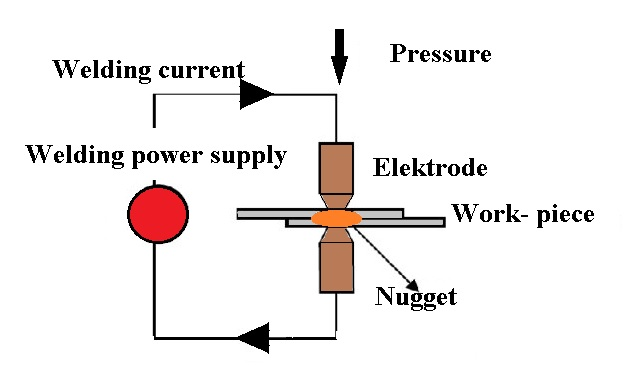 Pressure
Welding current
Welding power supply
Elektrode
Work- piece
Nugget